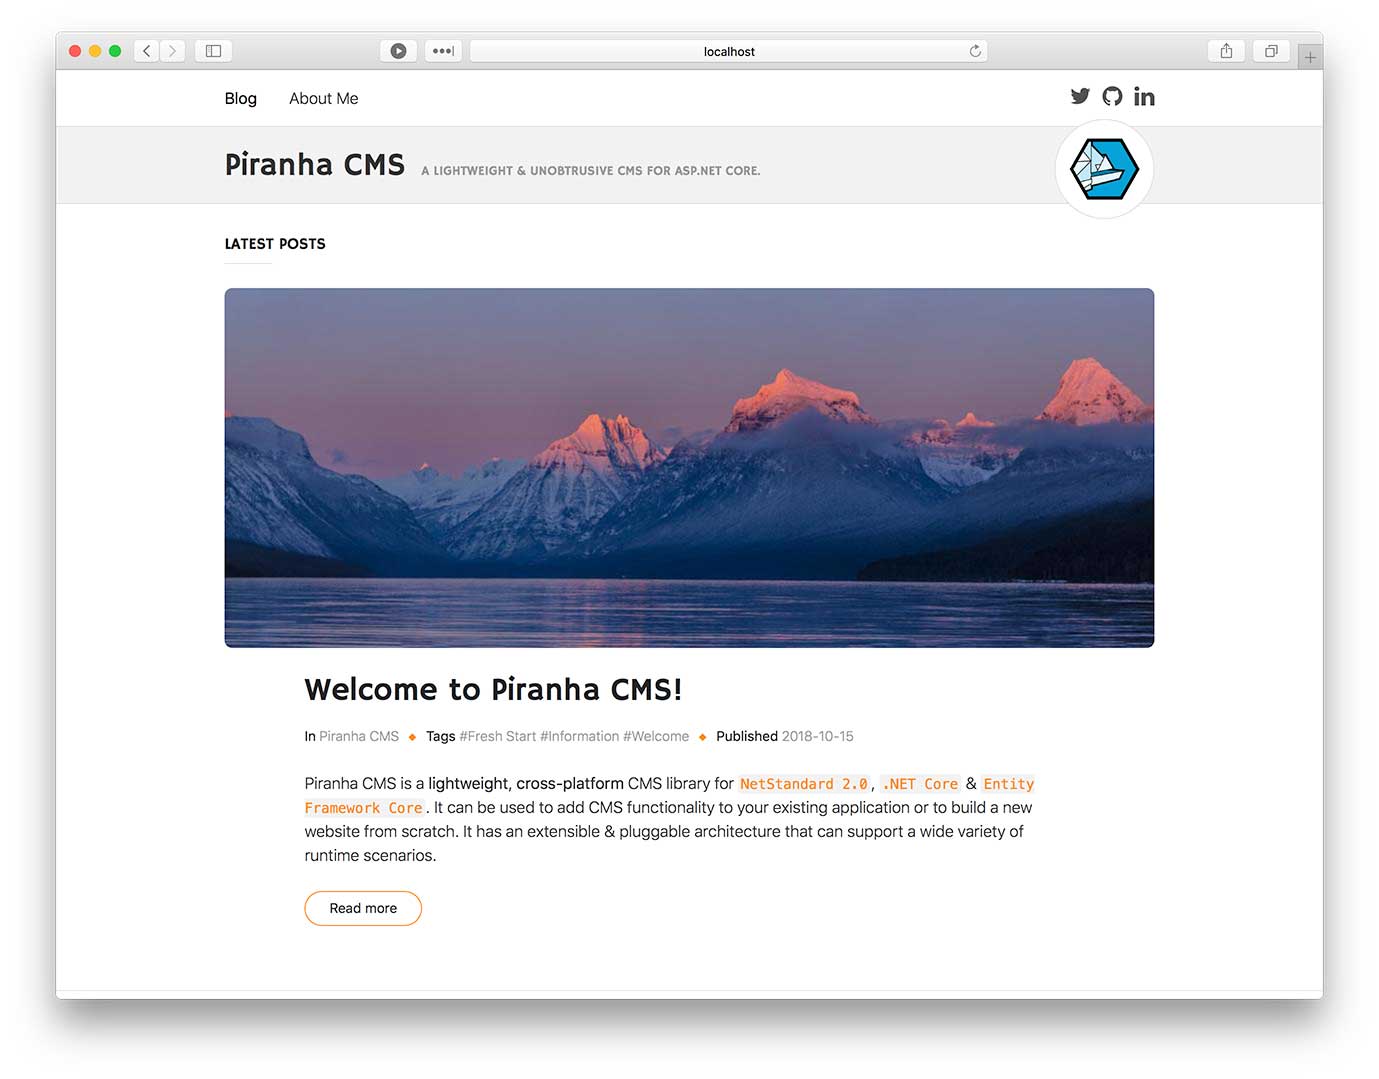 localhost
Blog
About Me
Piranha CMS
A LIGHTWEIGHT & UNOBTRUSIVE CMS FOR ASP.NET CORE.
LATEST POSTS
Welcome to Piranha CMS!
In Piranha CMS ◆ Tags #Fresh Start #Information #Welcome ◆ Published 2018-10-15
Piranha CMS is a lightweight, cross-platform CMS library for NetStandard 2.0, .NET Core & Entity
Framework Core. It can be used to add CMS functionality to your existing application or to build a new
website from scratch. It has an extensible & pluggable architecture that can support a wide variety of
runtime scenarios.
Read more